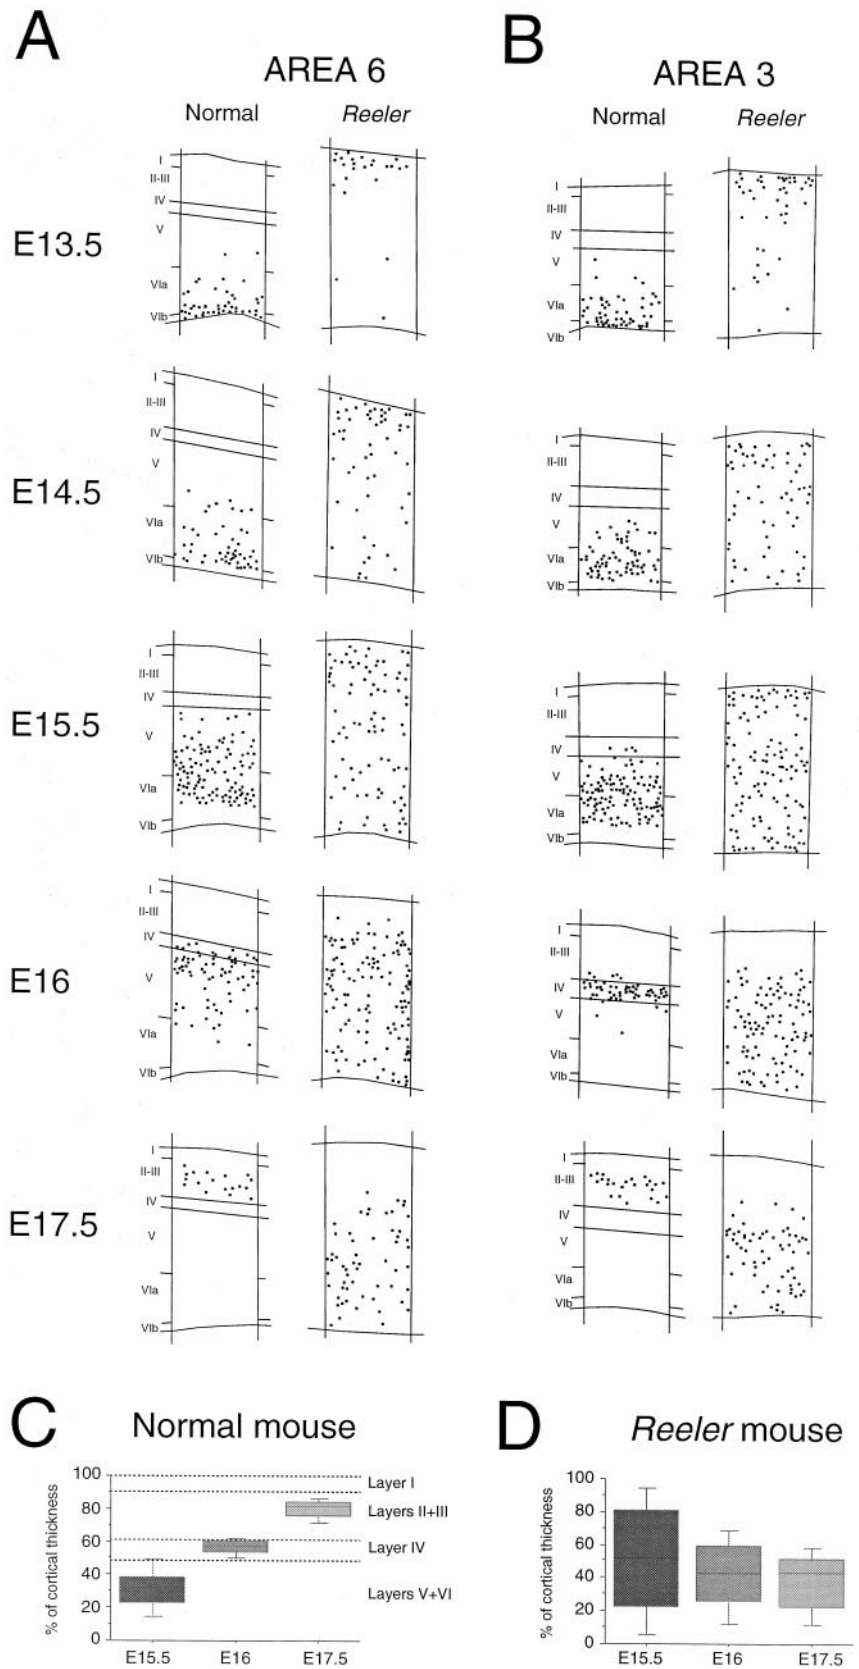 A
B
AREA 6
AREA 3
Normal
Reeler
Normal
Reeler
E13.5
I
II-III
IV
V
VIa
VIb
I
II-III
IV
V
VIa
VIb
E14.5
I
II-III
IV
V
VIa
VIb
I
II-III
IV
V
VIa
VIb
E15.5
I
II-III
IV
V
VIa
VIb
I
II-III
IV
V
VIa
VIb
E16
I
II-III
IV
V
VIa
VIb
I
II-III
IV
V
VIa
VIb
E17.5
I
II-III
IV
V
VIa
VIb
I
II-III
IV
V
VIa
VIb
C
Normal mouse
% of cortical thickness
100
80
60
40
20
0
Layer I
Layers II+III
Layer IV
Layers V+VI
E15.5
E16
E17.5
D
Reeler mouse
% of cortical thickness
100
80
60
40
20
0
E15.5
E16
E17.5